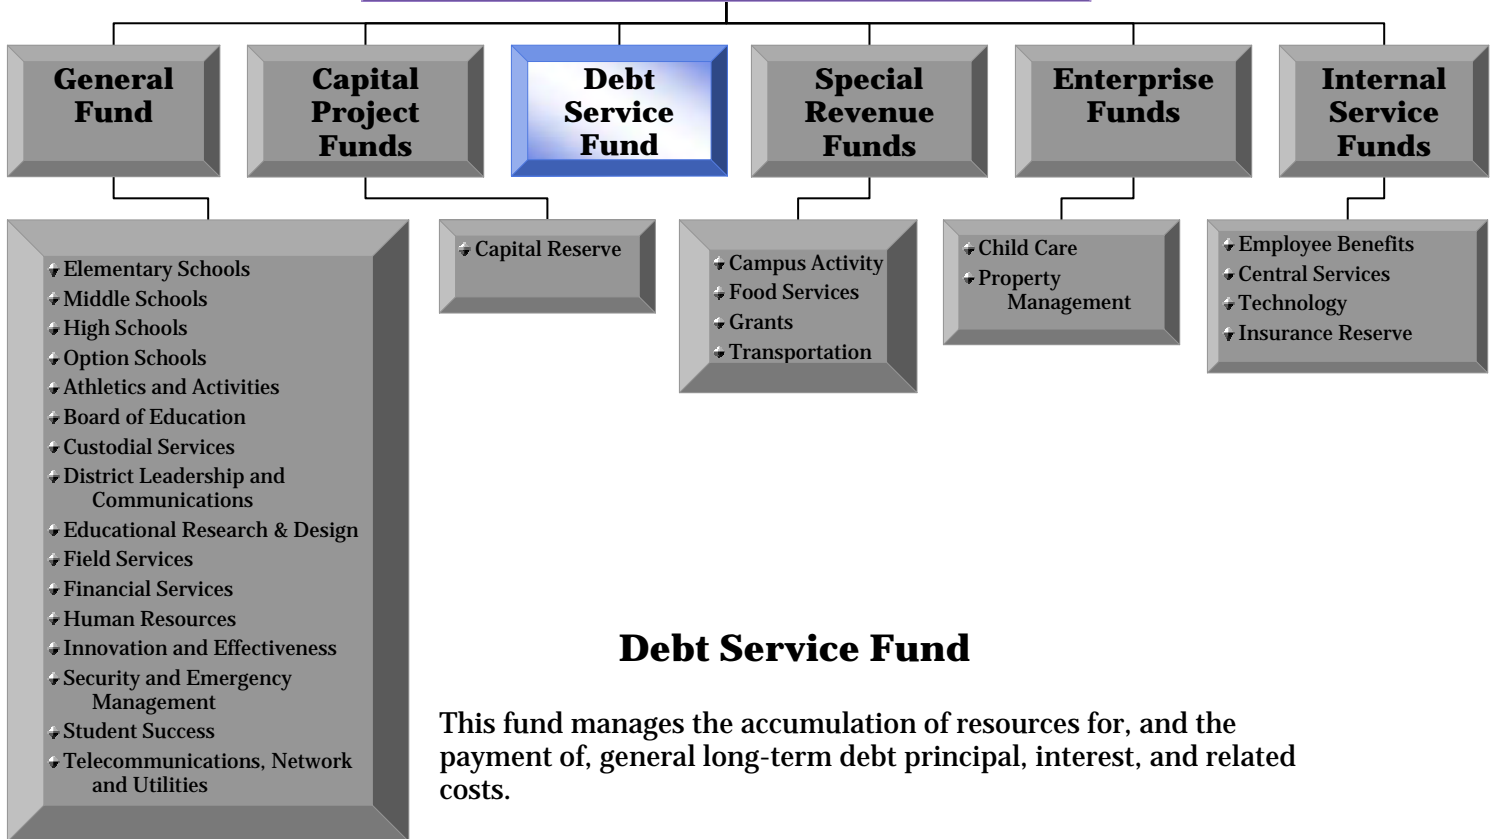 General
Fund
Capital
Project
Funds
Debt
Service
Fund
Special
Revenue
Funds
Enterprise
Funds
Internal
Service
Funds
Elementary Schools
Middle Schools
High Schools
Option Schools
Athletics and Activities
Board of Education
Custodial Services
District Leadership and
Communications
Educational Research & Design
Field Services
Financial Services
Human Resources
Innovation and Effectiveness
Security and Emergency
Management
Student Success
Telecommunications, Network
and Utilities
Capital Reserve
Campus Activity
Food Services
Grants
Transportation
Child Care
Property
Management
Employee Benefits
Central Services
Technology
Insurance Reserve
Debt Service Fund
This fund manages the accumulation of resources for, and the
payment of, general long-term debt principal, interest, and related
costs.